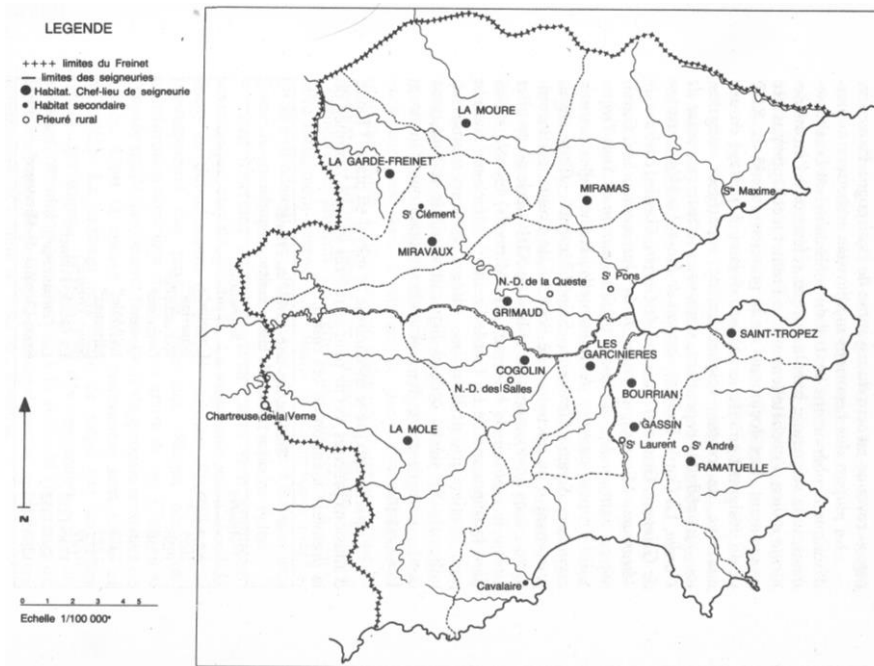 LEGENDE
++++ limites du Freinet
— limites des seigneuries
● Habitat. Chef-lieu de seigneurie
• Habitat secondaire
○ Prieuré rural
LA MOURE
LA GARDE-FREINET
MIRAMAS
Sᵗᵉ Maxime
Sᵗ Clément
MIRAVAUX
N.-D. de la Queste
Sᵗ Pons
GRIMAUD
SAINT-TROPEZ
LES
GARCINIERES
COGOLIN
N.-D. des Salles
BOURRIAN
Chartreuse de la Verne
LA MOLE
GASSIN
Sᵗ Laurent
Sᵗ André
RAMATUELLE
Cavalaire
N
0 1 2 3 4 5
Echelle 1/100 000ᵉ